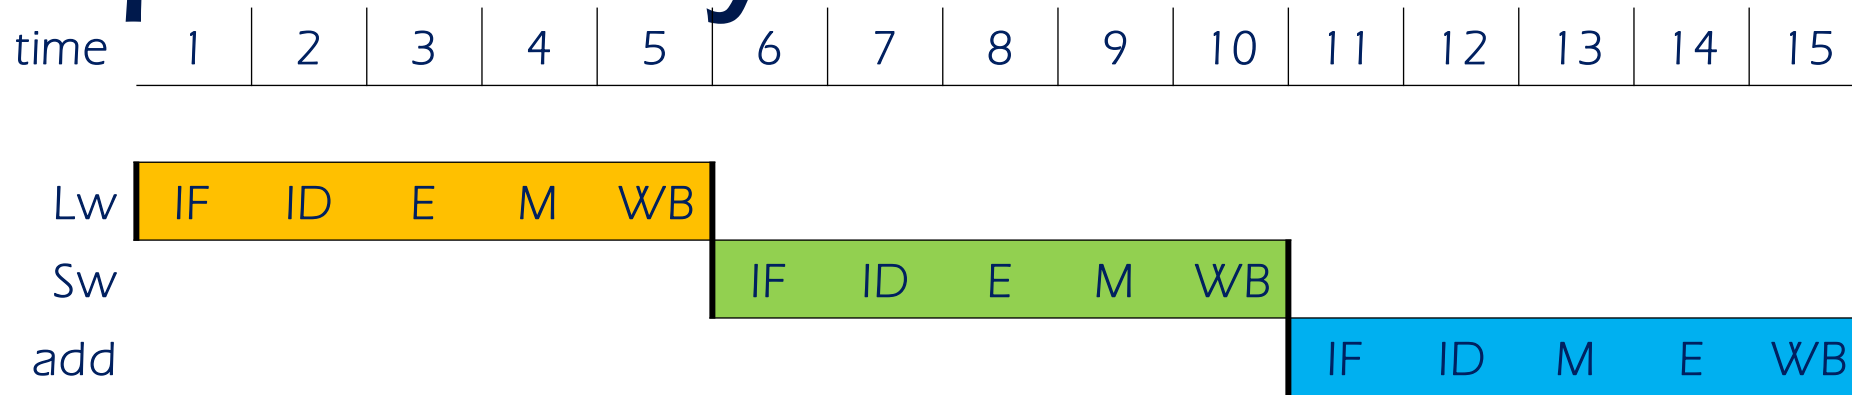 time 1 2 3 4 5 6 7 8 9 10 11 12 13 14 15
Lw IF ID E M WB
Sw IF ID E M WB
add IF ID M E WB